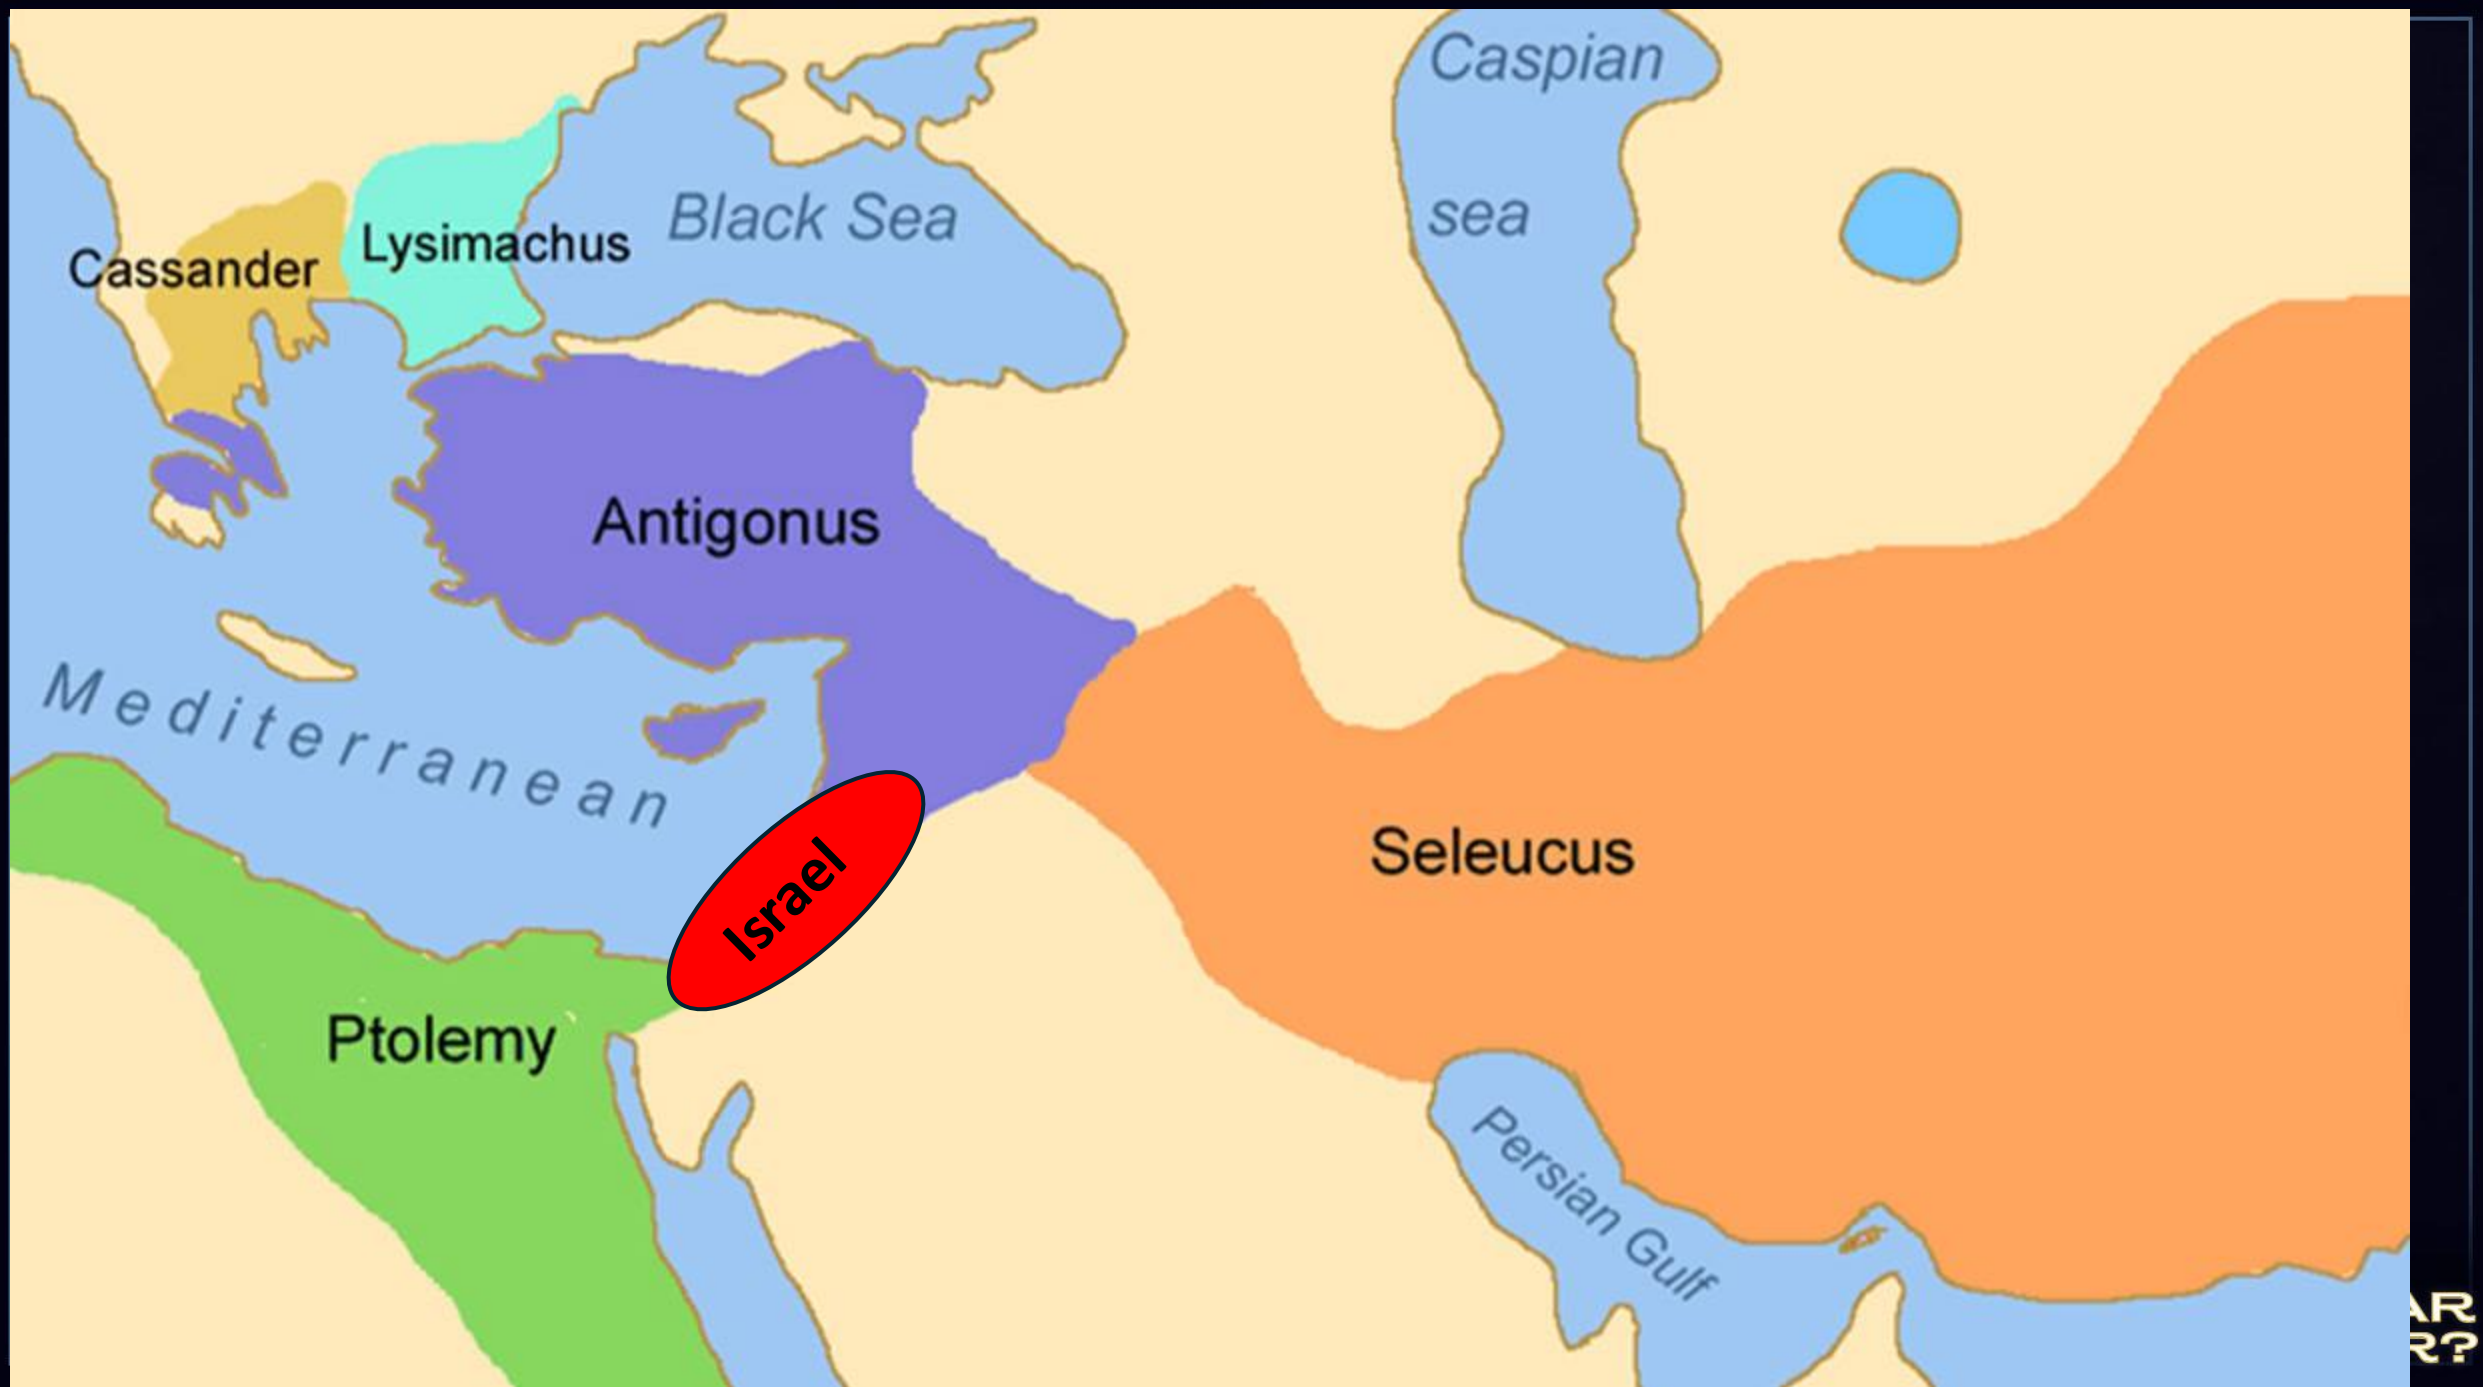 Caspian
sea
Black Sea
Lysimachus
Cassander
Antigonus
Mediterranean
Israel
Seleucus
Ptolemy
Persian Gulf